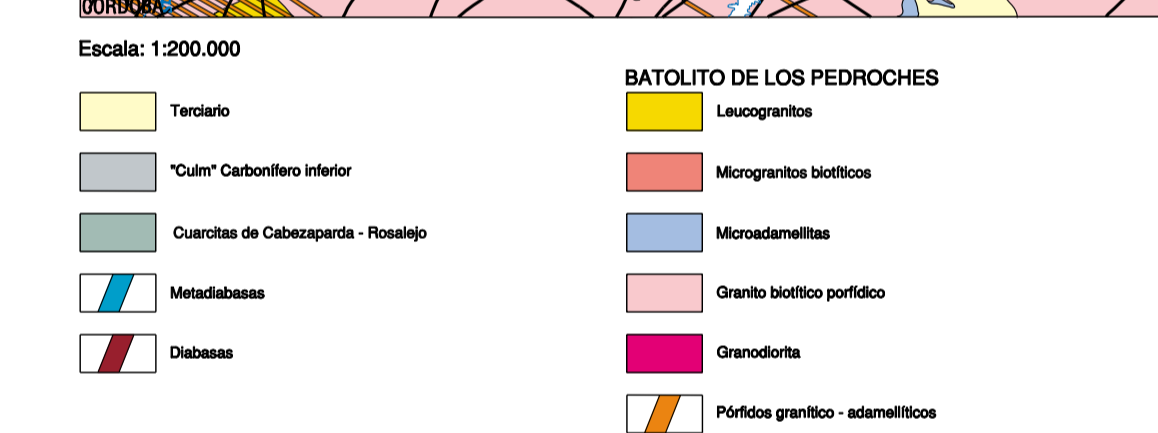 CORDOBA
Escala: 1:200.000
Terciario
"Culm" Carbonífero inferior
Cuarcitas de Cabezaparda - Rosalejo
Metadiabasas
Diabasas
BATOLITO DE LOS PEDROCHES
Leucogranitos
Microgranitos biotíticos
Microadamellitas
Granito biotítico porfídico
Granodiorita
Pórfidos granítico - adamellíticos